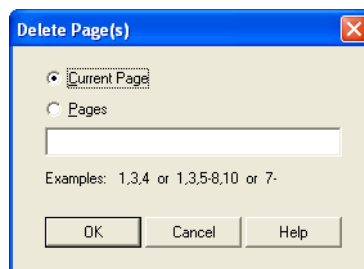 Delete Page(s)
Current Page
Pages
Examples: 1,3,4 or 1,3,5-8,10 or 7-
OK Cancel Help